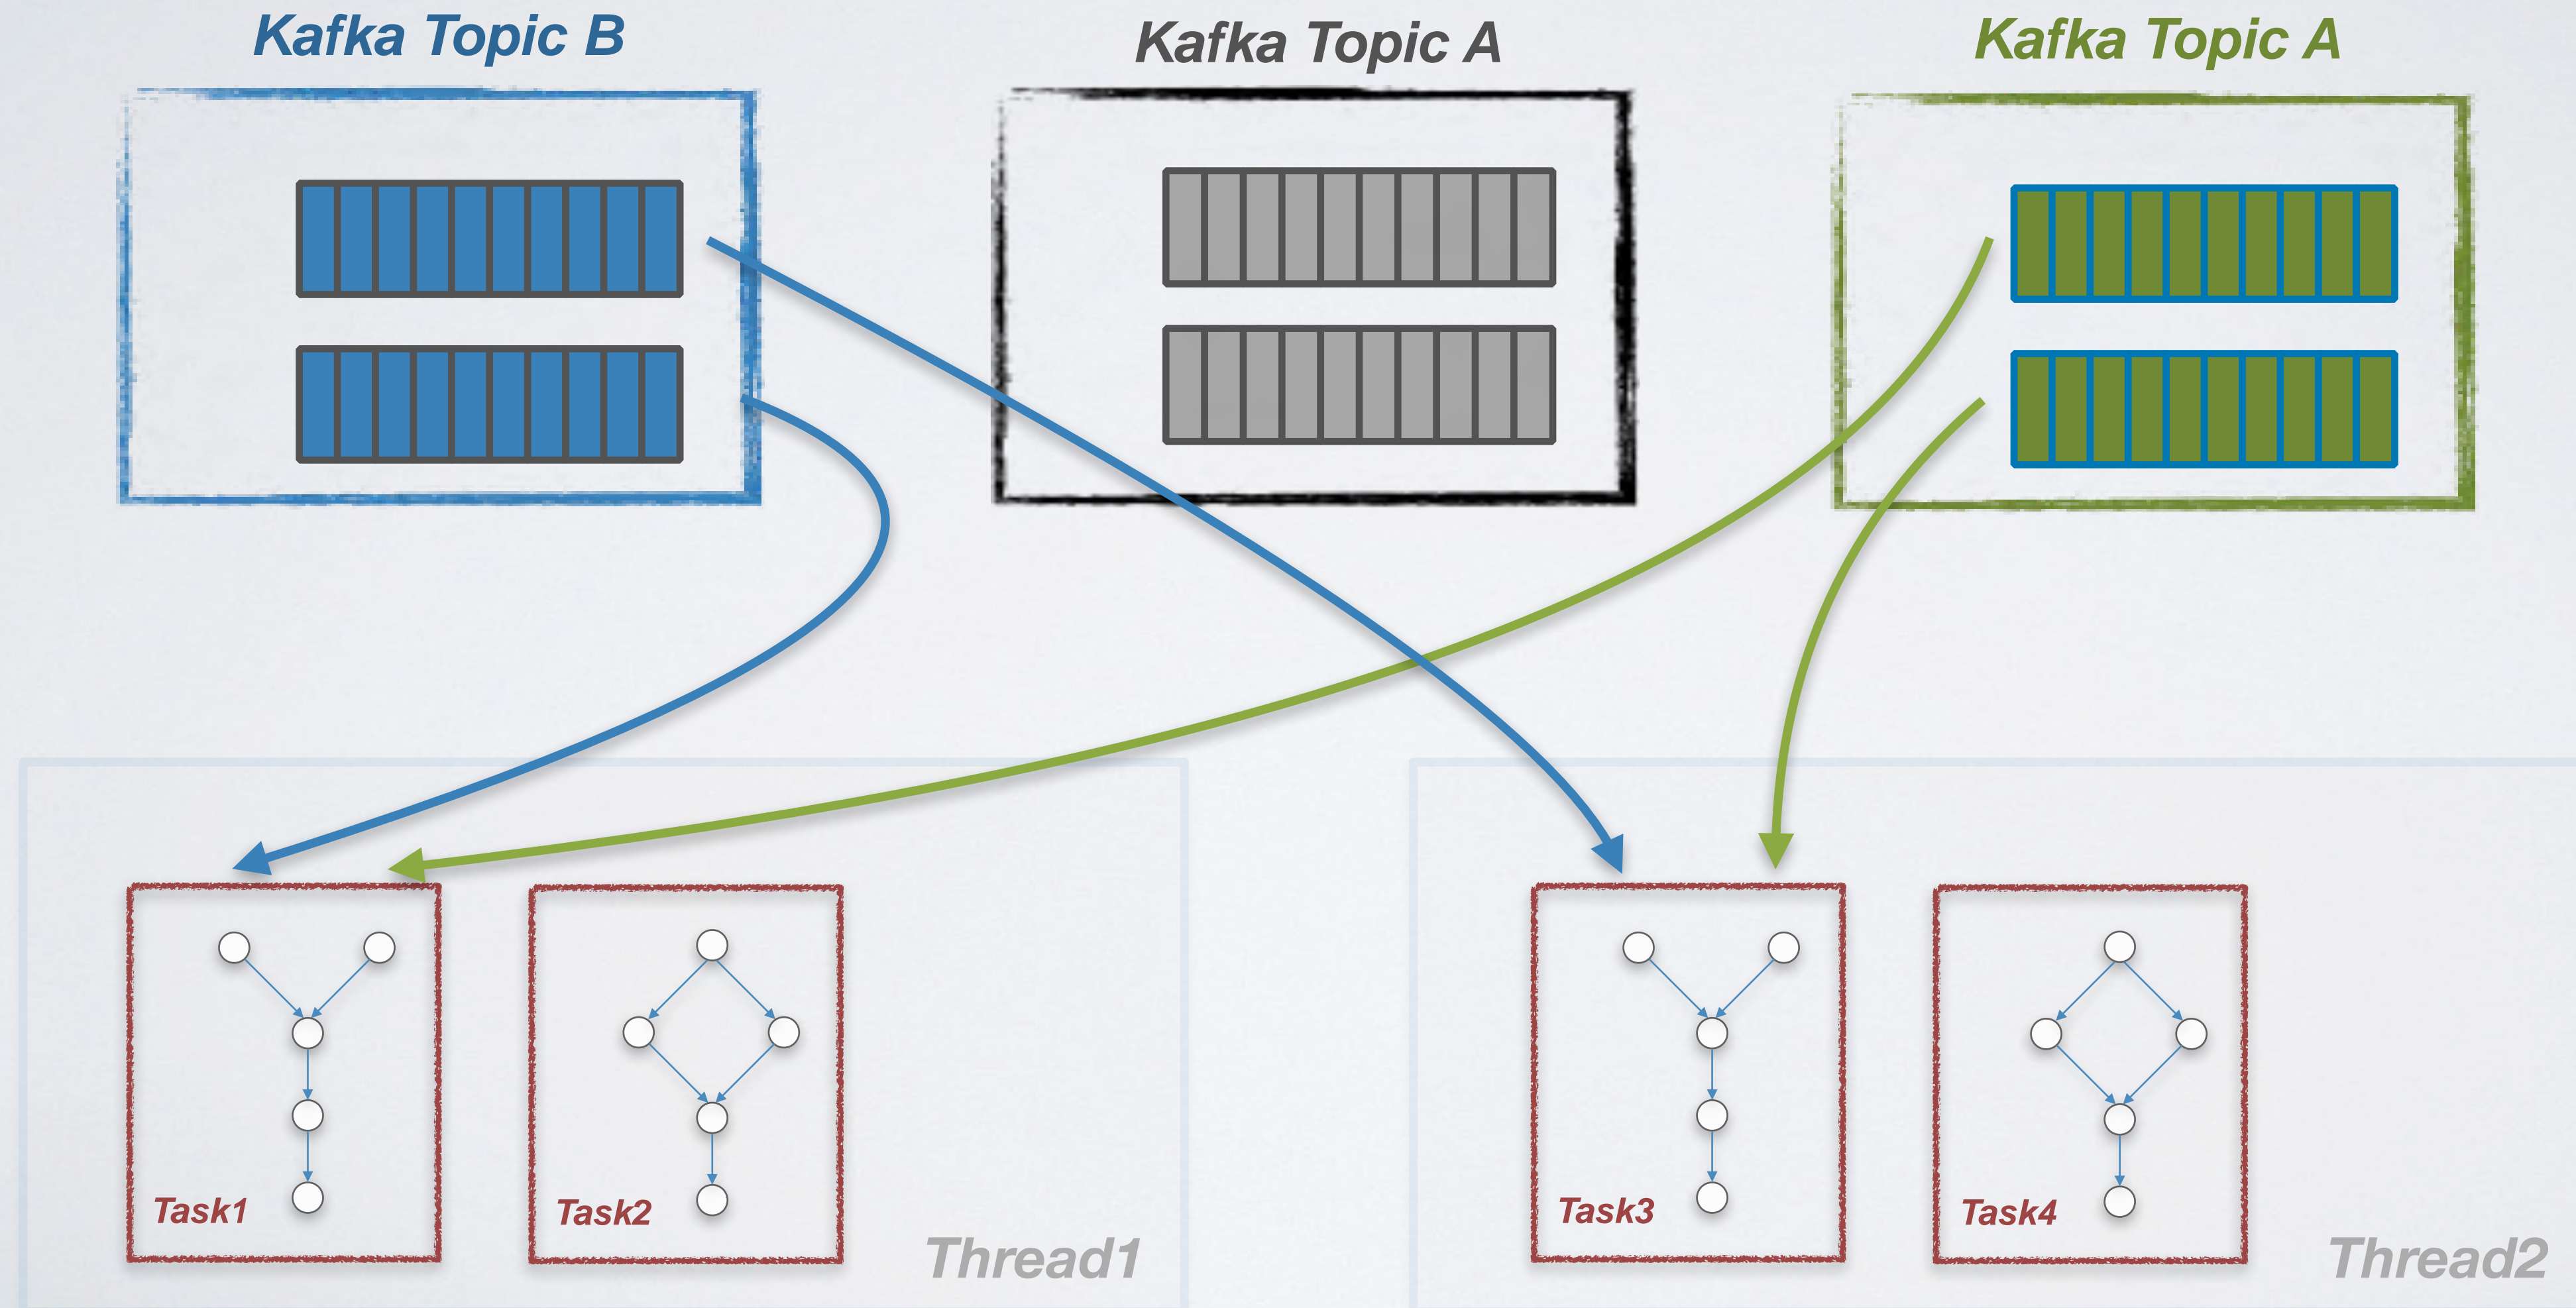 Kafka Topic B
Kafka Topic A
Kafka Topic A
Task1
Task2
Thread1
Task3
Task4
Thread2